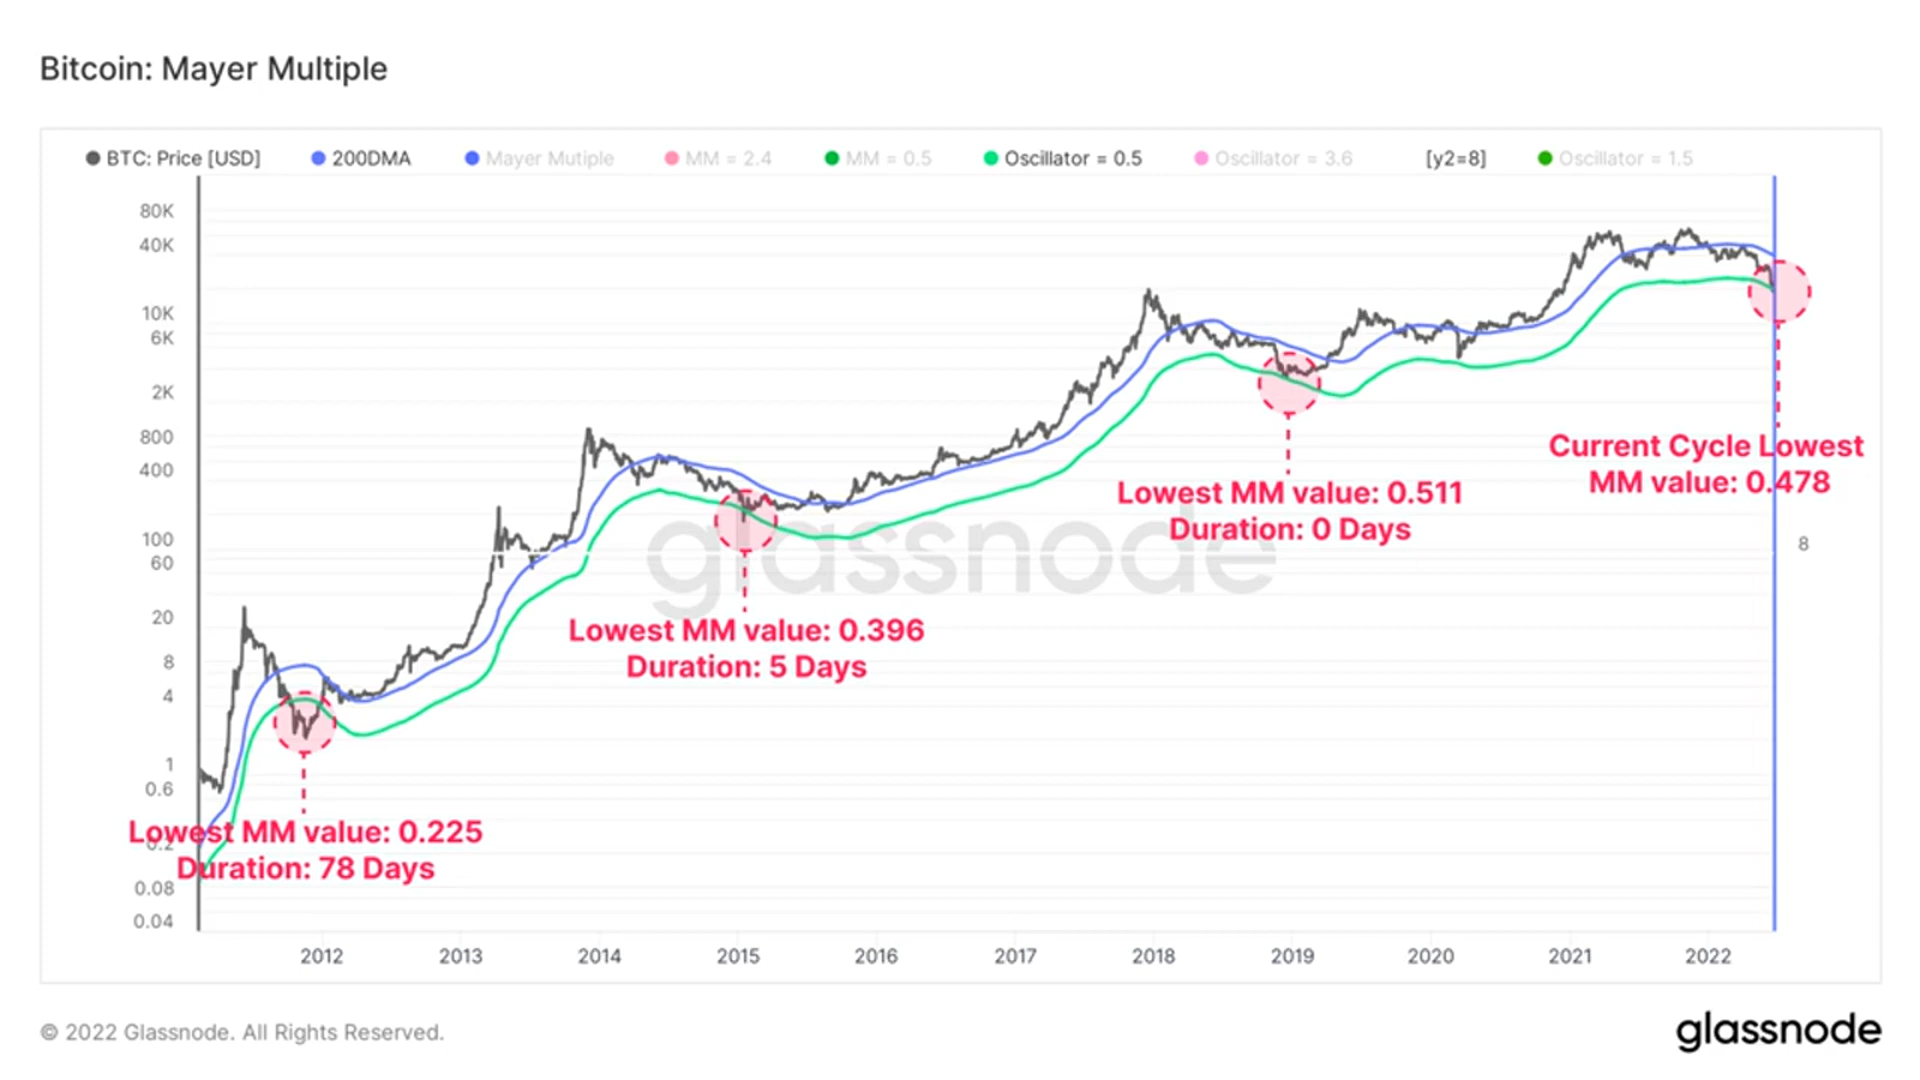 Bitcoin: Mayer Multiple
BTC: Price [USD] 200DMA Mayer Mutiple MM = 2.4 MM = 0.5 Oscillator = 0.5 Oscillator = 3.6 [y2=8] Oscillator = 1.5
80K
40K
10K
6K
2K
800
400
100
60
20
8
4
1
0.6
0.2
0.08
0.04
glassnode
Current Cycle Lowest
MM value: 0.478
Lowest MM value: 0.511
Duration: 0 Days
8
Lowest MM value: 0.396
Duration: 5 Days
Lowest MM value: 0.225
Duration: 78 Days
2012 2013 2014 2015 2016 2017 2018 2019 2020 2021 2022
© 2022 Glassnode. All Rights Reserved.
glassnode